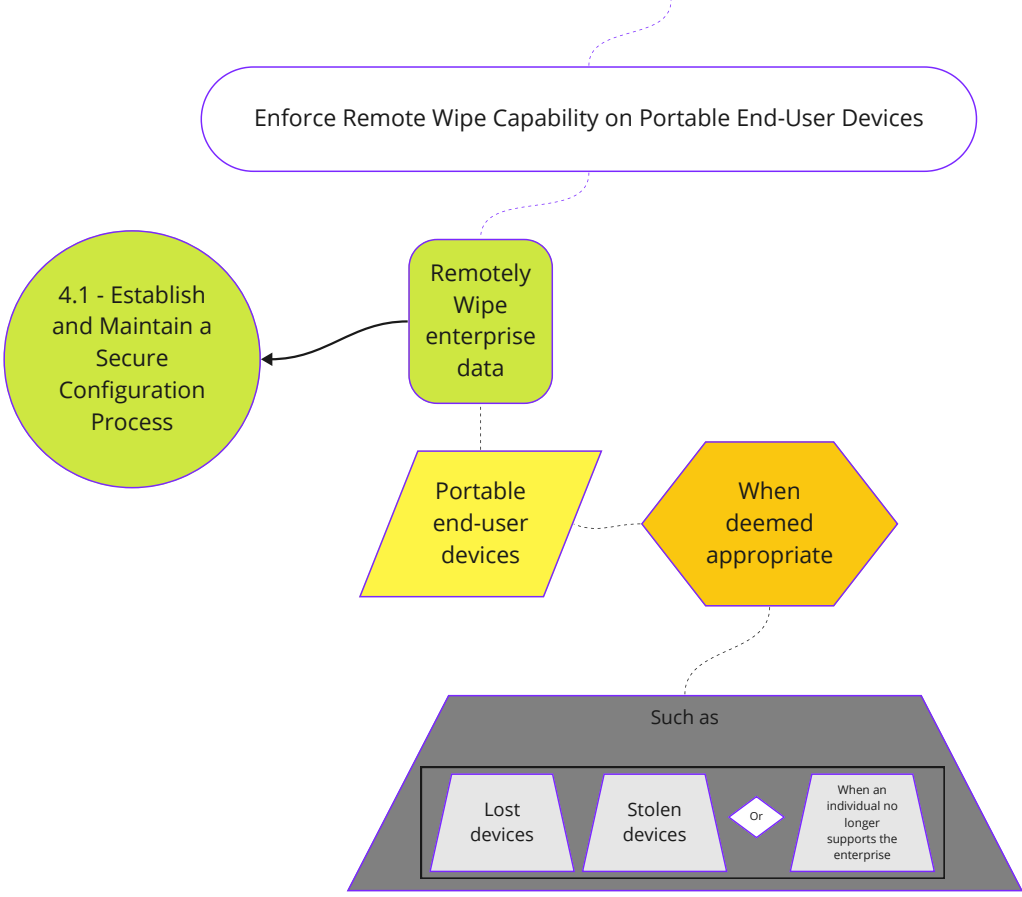 Enforce Remote Wipe Capability on Portable End-User Devices
4.1 - Establish
and Maintain a
Secure
Configuration
Process
Remotely
Wipe
enterprise
data
Portable
end-user
devices
When
deemed
appropriate
Such as
Lost
devices
Stolen
devices
Or
When an
individual no
longer
supports the
enterprise